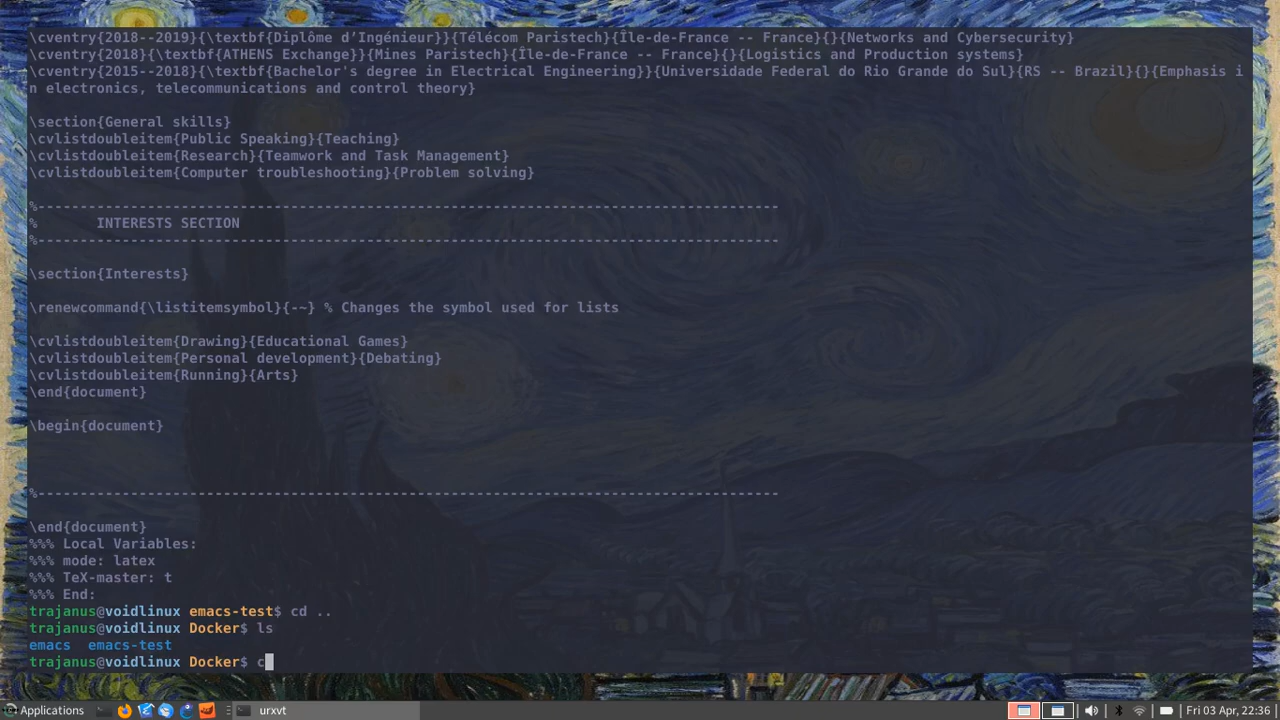 \cventry{2018--2019}{\textbf{Diplôme d’Ingénieur}}{Télécom Paristech}{Île-de-France -- France}{}{Networks and Cybersecurity}
\cventry{2018}{\textbf{ATHENS Exchange}}{Mines Paristech}{Île-de-France -- France}{}{Logistics and Production systems}
\cventry{2015--2018}{\textbf{Bachelor's degree in Electrical Engineering}}{Universidade Federal do Rio Grande do Sul}{RS -- Brazil}{}{Emphasis i
n electronics, telecommunications and control theory}
\section{General skills}
\cvlistdoubleitem{Public Speaking}{Teaching}
\cvlistdoubleitem{Research}{Teamwork and Task Management}
\cvlistdoubleitem{Computer troubleshooting}{Problem solving}
%----------------------------------------------------------------------------------------
%       INTERESTS SECTION
%----------------------------------------------------------------------------------------
\section{Interests}
\renewcommand{\listitemsymbol}{-~} % Changes the symbol used for lists
\cvlistdoubleitem{Drawing}{Educational Games}
\cvlistdoubleitem{Personal development}{Debating}
\cvlistdoubleitem{Running}{Arts}
\end{document}
\begin{document}
%----------------------------------------------------------------------------------------
\end{document}
%%% Local Variables:
%%% mode: latex
%%% TeX-master: t
%%% End:
trajanus@voidlinux emacs-test$ cd ..
trajanus@voidlinux Docker$ ls
emacs  emacs-test
trajanus@voidlinux Docker$ c
Applications urxvt Fri 03 Apr, 22:36